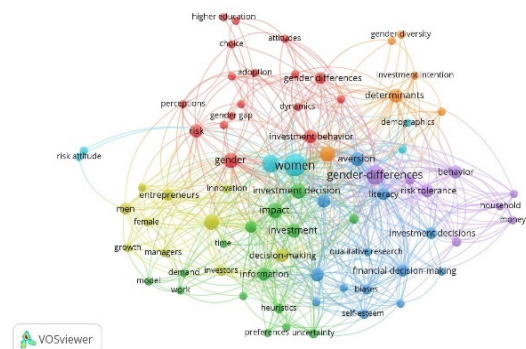 higher education
gender diversity
choice
attitudes
adoption
gender differences
investment intention
determinants
perceptions
dynamics
gender gap
demographics
risk
investment behavior
risk attitude
gender
women
aversion
gender-differences
behavior
innovation
investment decision
literacy
risk tolerance
entrepreneurs
men
impact
household
female
money
investment
investment decisions
growth
managers
time
decision-making
qualitative research
model
demand
investors
information
financial decision-making
work
biases
heuristics
self-esteem
preferences
uncertainty
VOSviewer